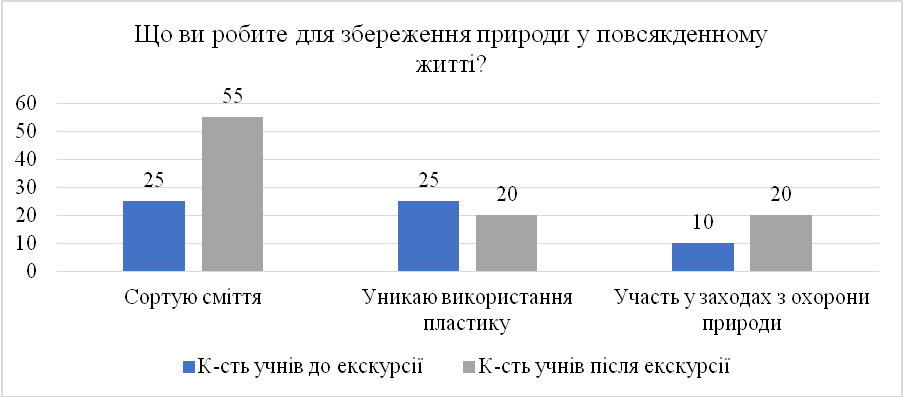 Що ви робите для збереження природи у повсякденному
житті?
60
50
40
30
20
10
0
25
55
25
20
10
20
Сортую сміття
Уникаю використання
пластику
Участь у заходах з охорони
природи
К-сть учнів до екскурсії
К-сть учнів після екскурсії